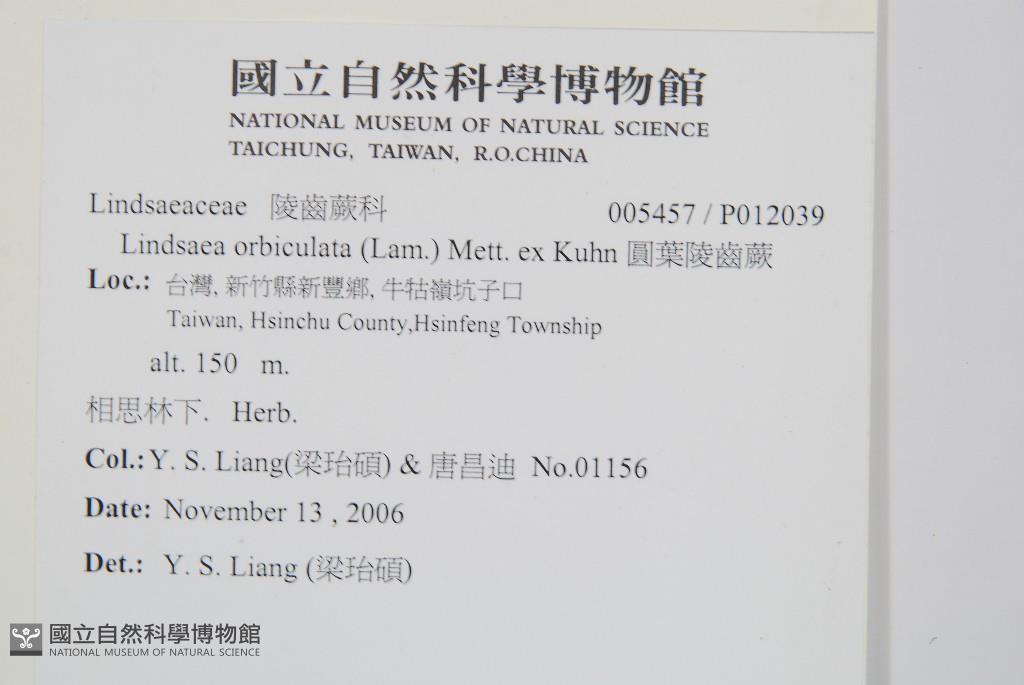 國立自然科學博物館
NATIONAL MUSEUM OF NATURAL SCIENCE
TAICHUNG, TAIWAN, R.O.CHINA
Lindsaeaceae 陵齒蕨科 005457 / P012039
Lindsaea orbiculata (Lam.) Mett. ex Kuhn 圓葉陵齒蕨
Loc.: 台灣, 新竹縣新豐鄉, 牛牯嶺坑子口
Taiwan, Hsinchu County,Hsinfeng Township
alt. 150 m.
相思林下. Herb.
Col.: Y. S. Liang(梁珆碩) & 唐昌迪 No.01156
Date: November 13 , 2006
Det.: Y. S. Liang (梁珆碩)
國立自然科學博物館
NATIONAL MUSEUM OF NATURAL SCIENCE